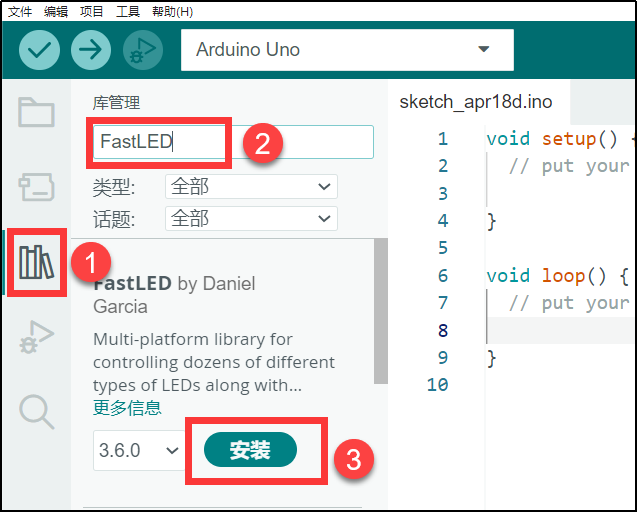 文件 编辑 项目 工具 帮助(H)
Arduino Uno
库管理
FastLED
2
类型: 全部
话题: 全部
1
FastLED by Daniel
Garcia
Multi-platform library for
controlling dozens of different
types of LEDs along with...
更多信息
3.6.0
安装
3
sketch_apr18d.ino
1 void setup() {
2 // put your
3
4 }
5
6 void loop() {
7 // put your
8
9 }
10